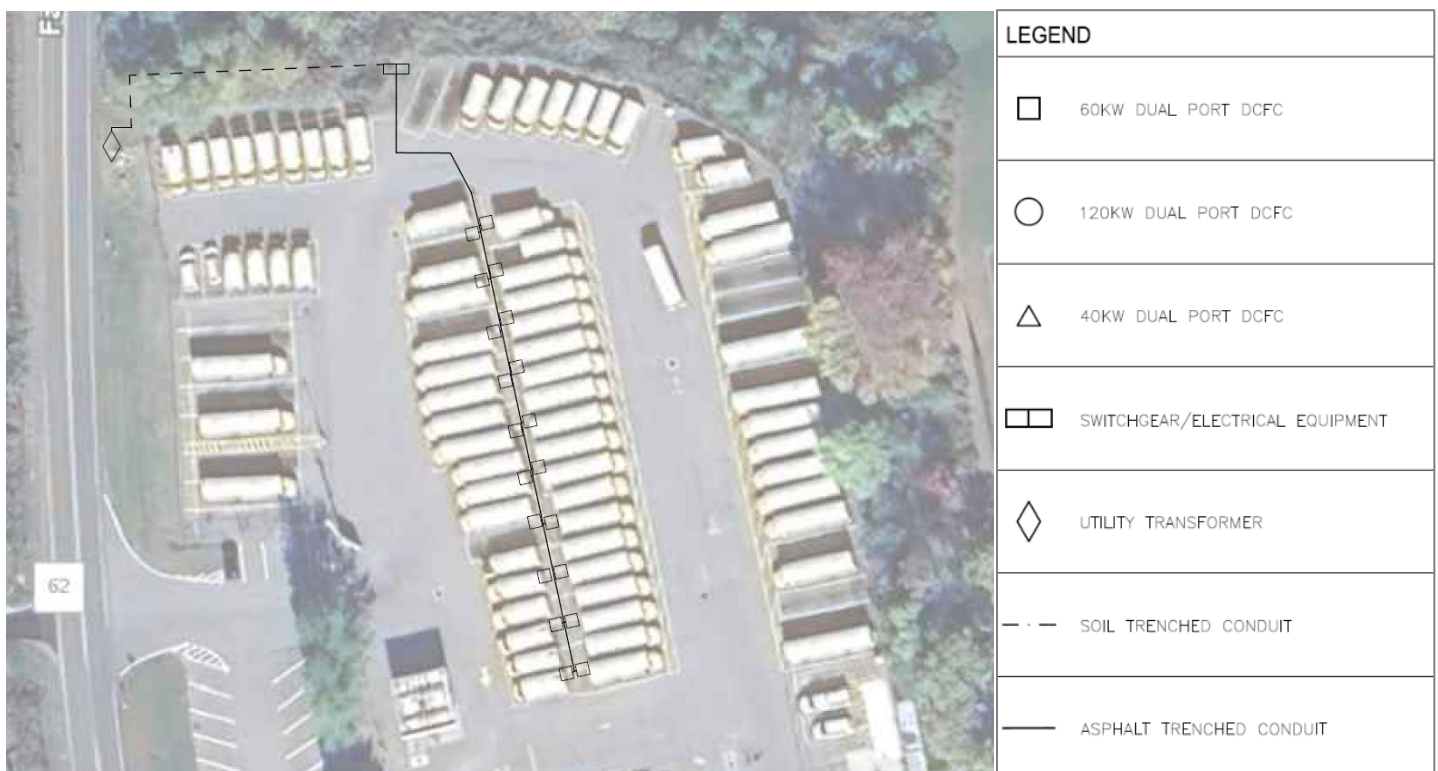 LEGEND
60KW DUAL PORT DCFC
120KW DUAL PORT DCFC
40KW DUAL PORT DCFC
SWITCHGEAR/ELECTRICAL EQUIPMENT
UTILITY TRANSFORMER
SOIL TRENCHED CONDUIT
ASPHALT TRENCHED CONDUIT
62